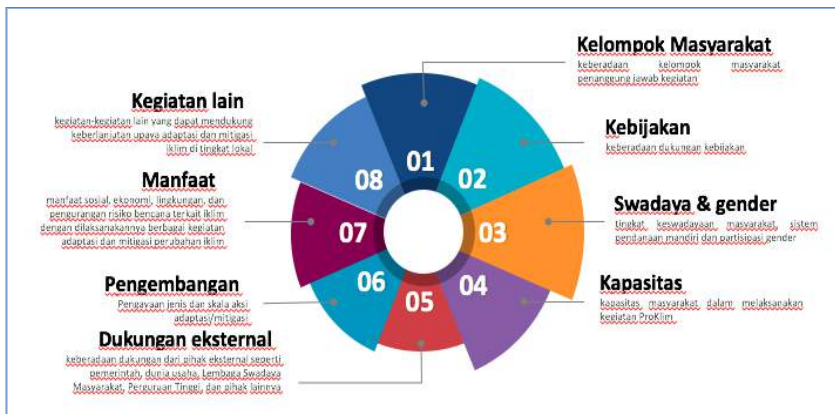 Kelompok Masyarakat
keberadaan kelompok masyarakat
penanggung jawab kegiatan
01
Kebijakan
keberadaan dukungan kebijakan
02
Swadaya & gender
tingkat keswadayaan masyarakat, sistem
pendanaan mandiri dan partisipasi gender
03
Kapasitas
kapasitas masyarakat dalam melaksanakan
kegiatan ProKlim
04
Dukungan eksternal
keberadaan dukungan dari pihak eksternal seperti
pemerintah, dunia usaha, Lembaga Swadaya
Masyarakat, Perguruan Tinggi, dan pihak lainnya
05
Pengembangan
Pengayaan jenis dan skala aksi
adaptasi/mitigasi
06
Manfaat
manfaat sosial, ekonomi, lingkungan, dan
pengurangan risiko bencana terkait iklim
dengan dilaksanakannya berbagai kegiatan
adaptasi dan mitigasi perubahan iklim
07
Kegiatan lain
kegiatan-kegiatan lain yang dapat mendukung
keberlanjutan upaya adaptasi dan mitigasi
iklim di tingkat lokal
08